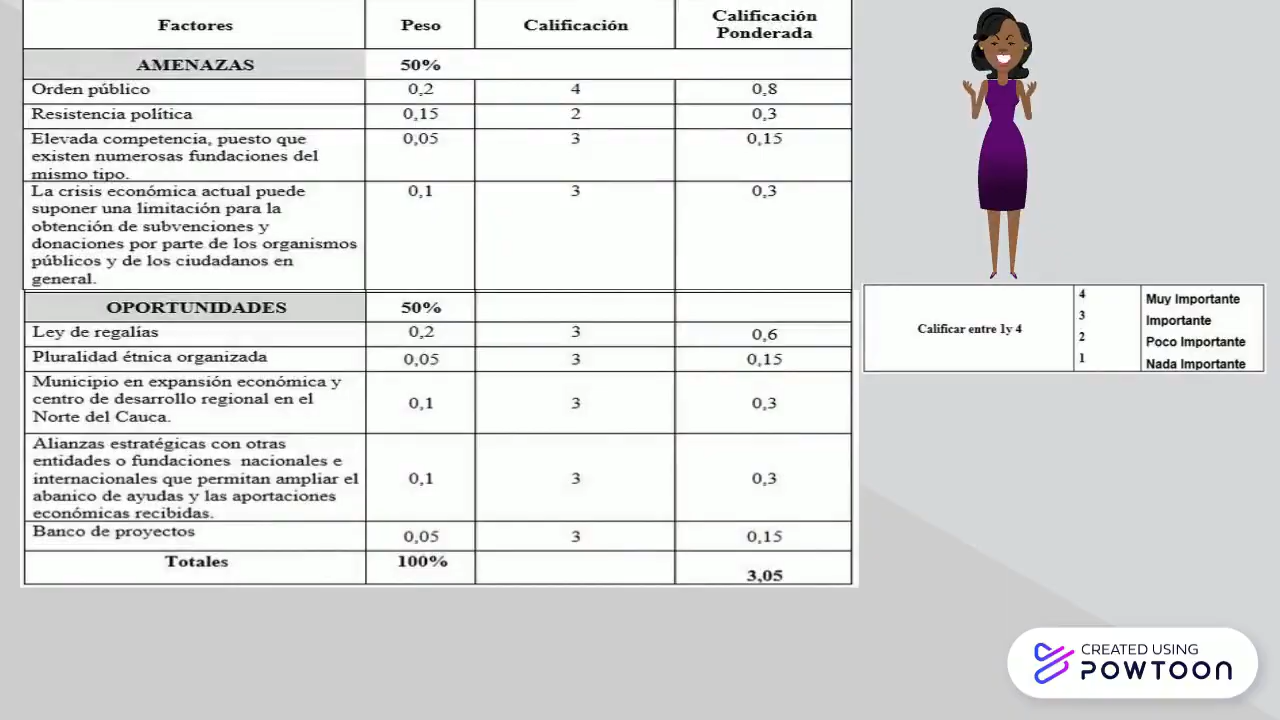 Factores Peso Calificación Calificación
Ponderada
AMENAZAS 50%
Orden público 0,2 4 0,8
Resistencia política 0,15 2 0,3
Elevada competencia, puesto que 0,05 3 0,15
existen numerosas fundaciones del
mismo tipo.
La crisis económica actual puede 0,1 3 0,3
suponer una limitación para la
obtención de subvenciones y
donaciones por parte de los organismos
públicos y de los ciudadanos en
general.
OPORTUNIDADES 50%
Ley de regalías 0,2 3 0,6
Pluralidad étnica organizada 0,05 3 0,15
Municipio en expansión económica y
centro de desarrollo regional en el 0,1 3 0,3
Norte del Cauca.
Alianzas estratégicas con otras
entidades o fundaciones nacionales e
internacionales que permitan ampliar el 0,1 3 0,3
abanico de ayudas y las aportaciones
económicas recibidas.
Banco de proyectos 0,05 3 0,15
Totales 100% 3,05
4 Muy Importante
3 Importante
Calificar entre 1y 4
2 Poco Importante
1 Nada Importante
CREATED USING
POWTOON